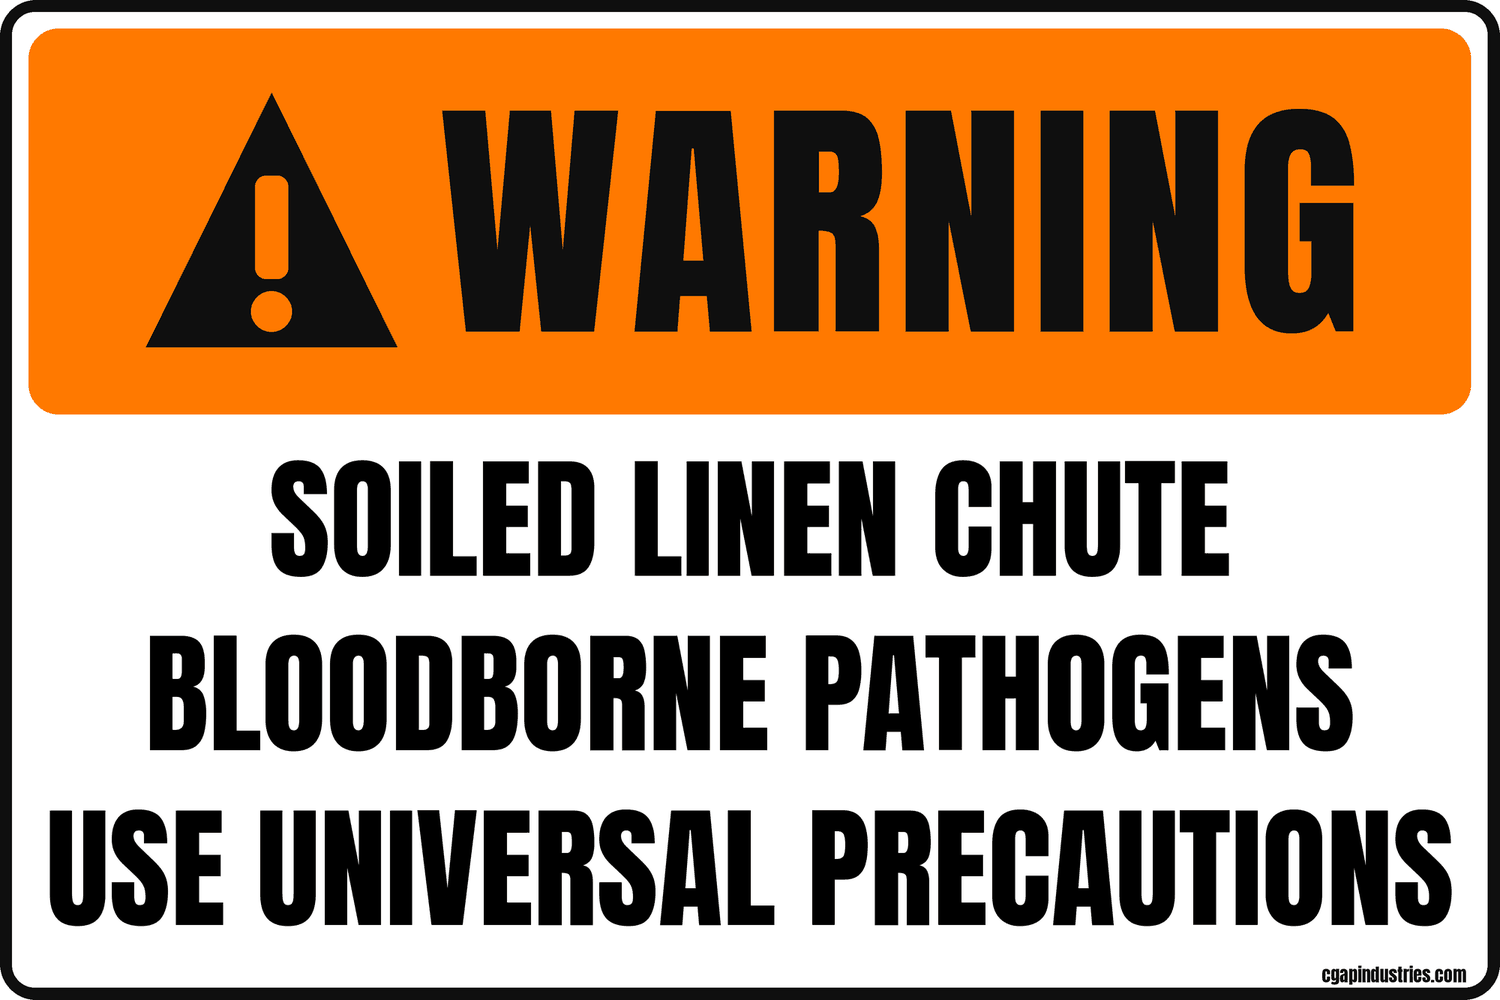 WARNING
SOILED LINEN CHUTE
BLOODBORNE PATHOGENS
USE UNIVERSAL PRECAUTIONS
cgapindustries.com